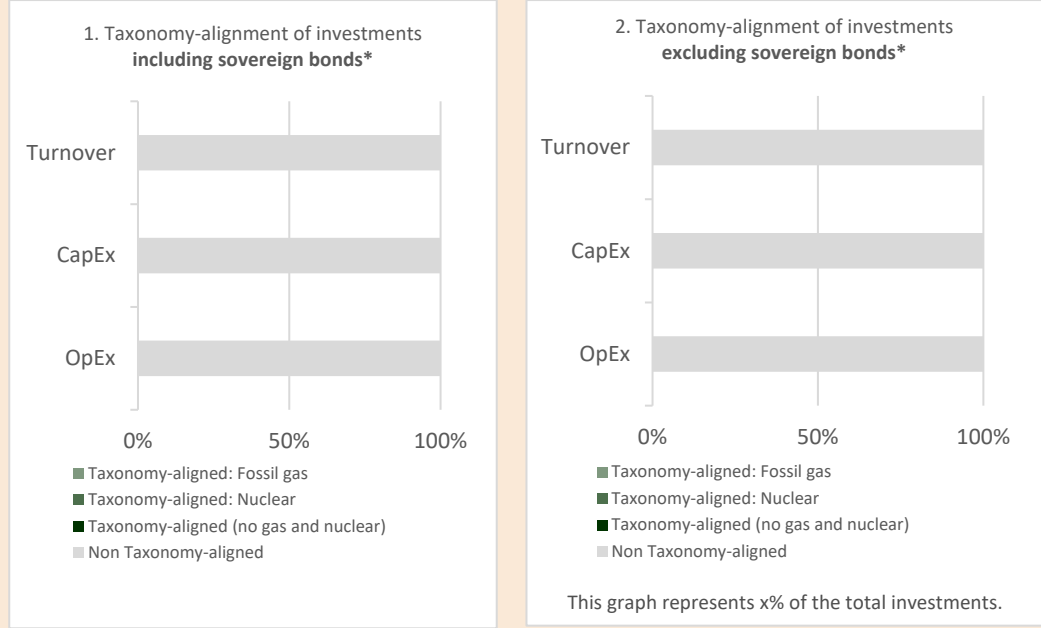 1. Taxonomy-alignment of investments
including sovereign bonds*
Turnover
CapEx
OpEx
0% 50% 100%
Taxonomy-aligned: Fossil gas
Taxonomy-aligned: Nuclear
Taxonomy-aligned (no gas and nuclear)
Non Taxonomy-aligned
2. Taxonomy-alignment of investments
excluding sovereign bonds*
Turnover
CapEx
OpEx
0% 50% 100%
Taxonomy-aligned: Fossil gas
Taxonomy-aligned: Nuclear
Taxonomy-aligned (no gas and nuclear)
Non Taxonomy-aligned
This graph represents x% of the total investments.